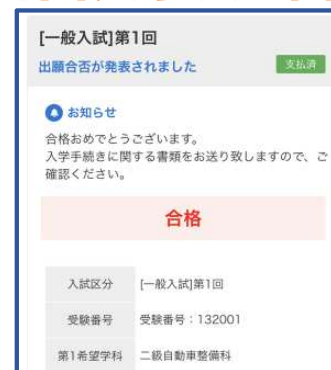 [一般入試]第1回
出願合否が発表されました
支払済
お知らせ
合格おめでとうございます。
入学手続きに関する書類をお送り致しますので、ご
確認ください。
合格
入試区分 [一般入試]第1回
受験番号 受験番号：132001
第1希望学科 二級自動車整備科